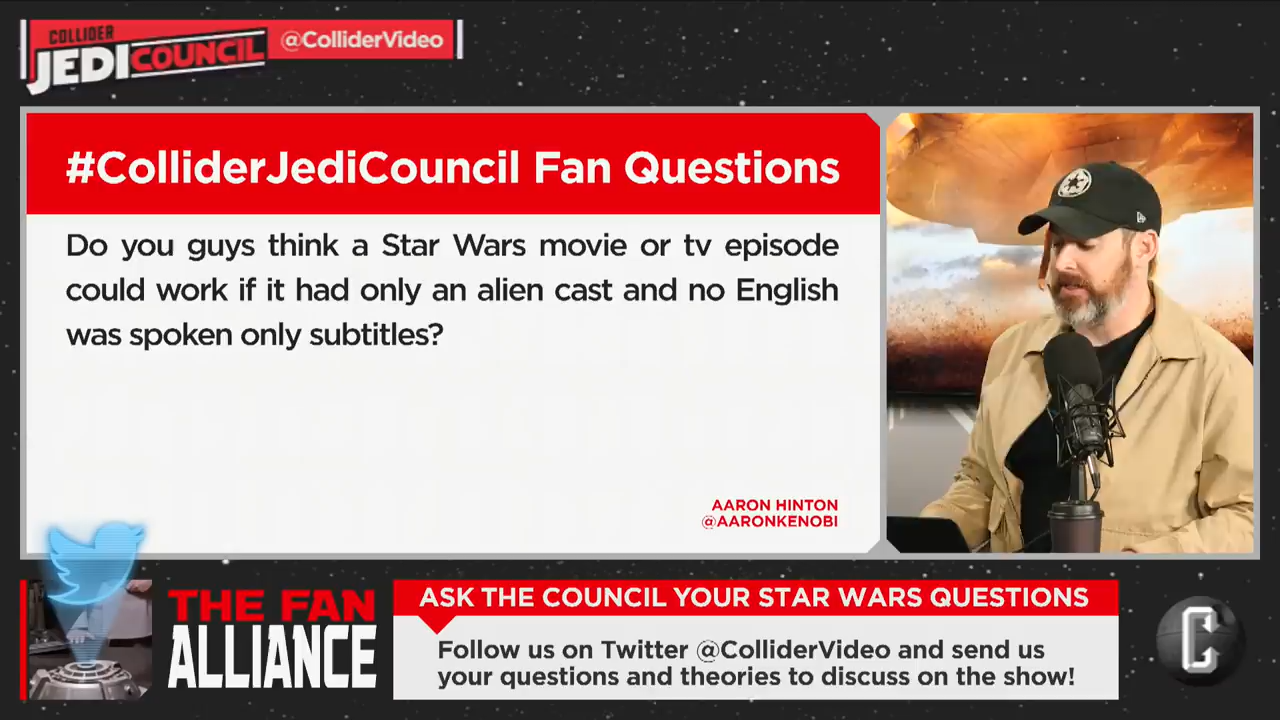 COLLIDER
JEDI COUNCIL
@ColliderVideo
#ColliderJediCouncil Fan Questions
Do you guys think a Star Wars movie or tv episode
could work if it had only an alien cast and no English
was spoken only subtitles?
AARON HINTON
@AARONKENOBI
THE FAN
ALLIANCE
ASK THE COUNCIL YOUR STAR WARS QUESTIONS
Follow us on Twitter @ColliderVideo and send us
your questions and theories to discuss on the show!